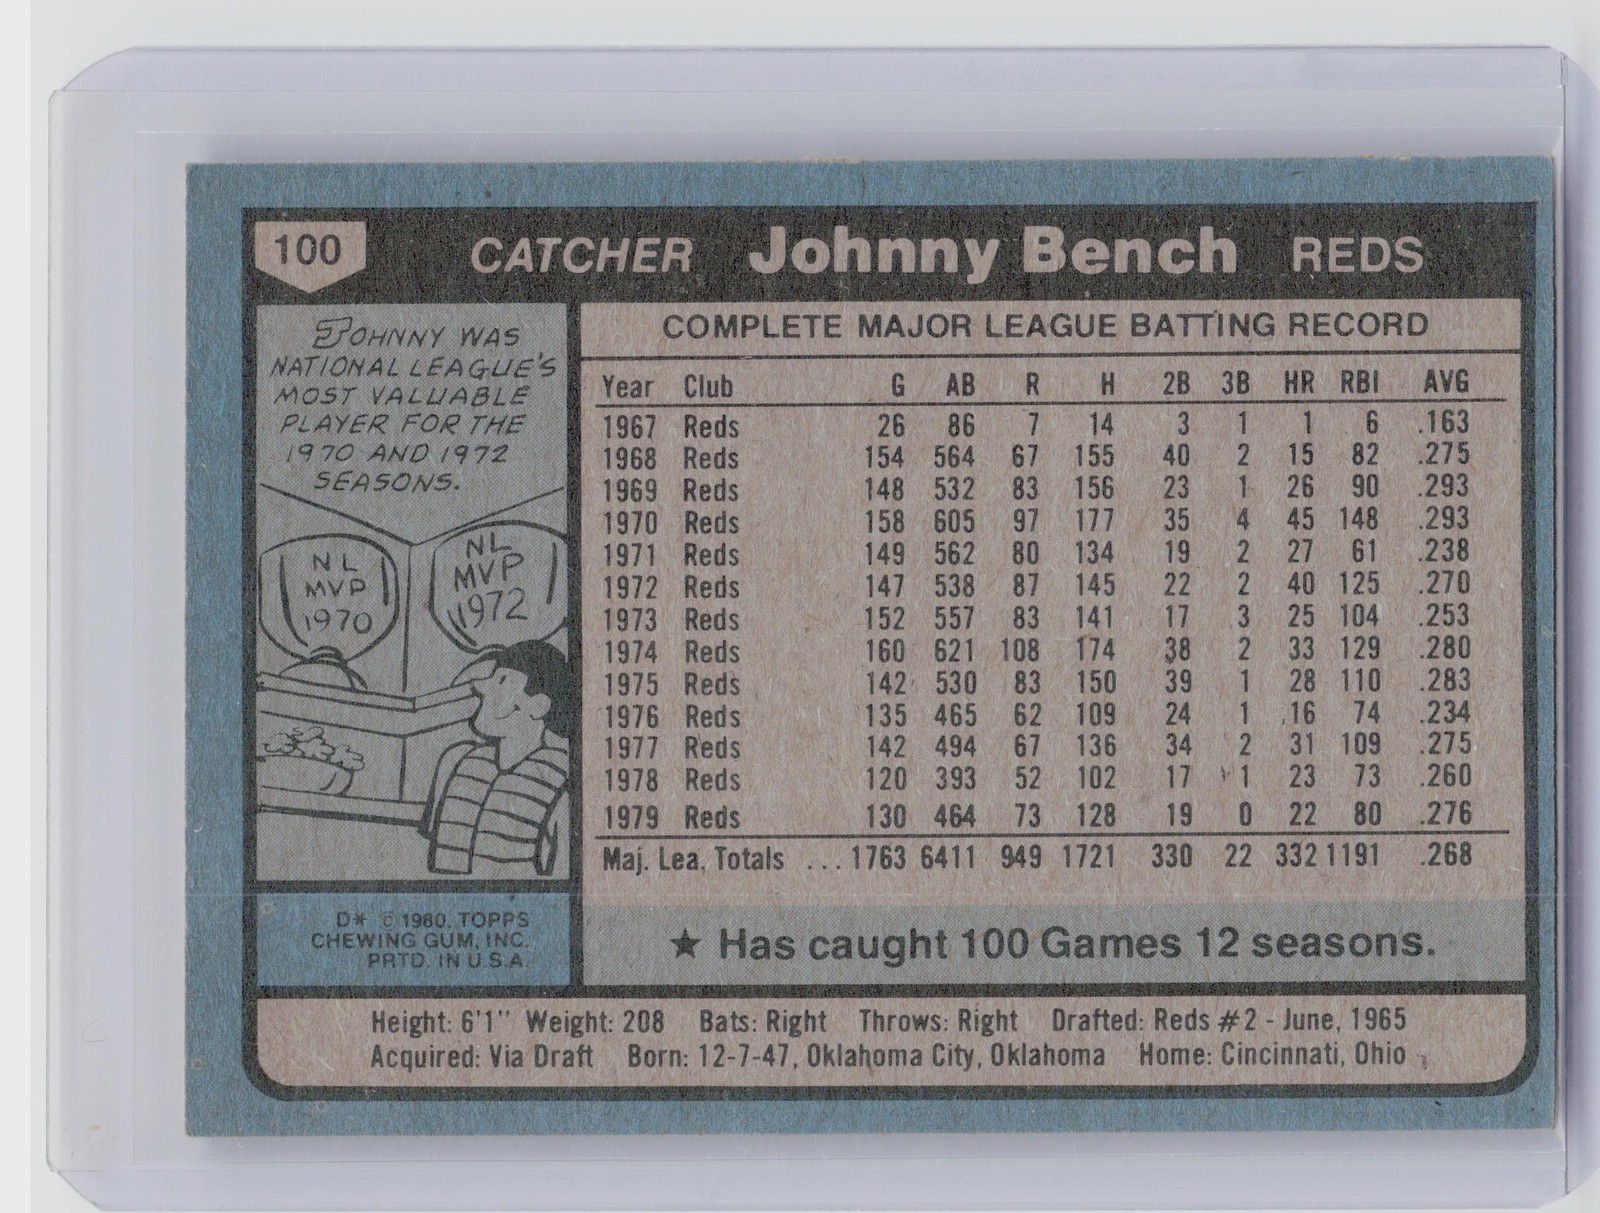 100 CATCHER Johnny Bench REDS
JOHNNY WAS
NATIONAL LEAGUE'S
MOST VALUABLE
PLAYER FOR THE
1970 AND 1972
SEASONS.
NL
MVP
1970
NL
MVP
1972
D* © 1980. TOPPS
CHEWING GUM, INC.
PRTD. IN U.S.A.
COMPLETE MAJOR LEAGUE BATTING RECORD
Year Club G AB R H 2B 3B HR RBI AVG
1967 Reds 26 86 7 14 3 1 1 6 .163
1968 Reds 154 564 67 155 40 2 15 82 .275
1969 Reds 148 532 83 156 23 1 26 90 .293
1970 Reds 158 605 97 177 35 4 45 148 .293
1971 Reds 149 562 80 134 19 2 27 61 .238
1972 Reds 147 538 87 145 22 2 40 125 .270
1973 Reds 152 557 83 141 17 3 25 104 .253
1974 Reds 160 621 108 174 38 2 33 129 .280
1975 Reds 142 530 83 150 39 1 28 110 .283
1976 Reds 135 465 62 109 24 1 16 74 .234
1977 Reds 142 494 67 136 34 2 31 109 .275
1978 Reds 120 393 52 102 17 1 23 73 .260
1979 Reds 130 464 73 128 19 0 22 80 .276
Maj. Lea. Totals ... 1763 6411 949 1721 330 22 332 1191 .268
★ Has caught 100 Games 12 seasons.
Height: 6'1" Weight: 208 Bats: Right Throws: Right Drafted: Reds #2 - June, 1965
Acquired: Via Draft Born: 12-7-47, Oklahoma City, Oklahoma Home: Cincinnati, Ohio